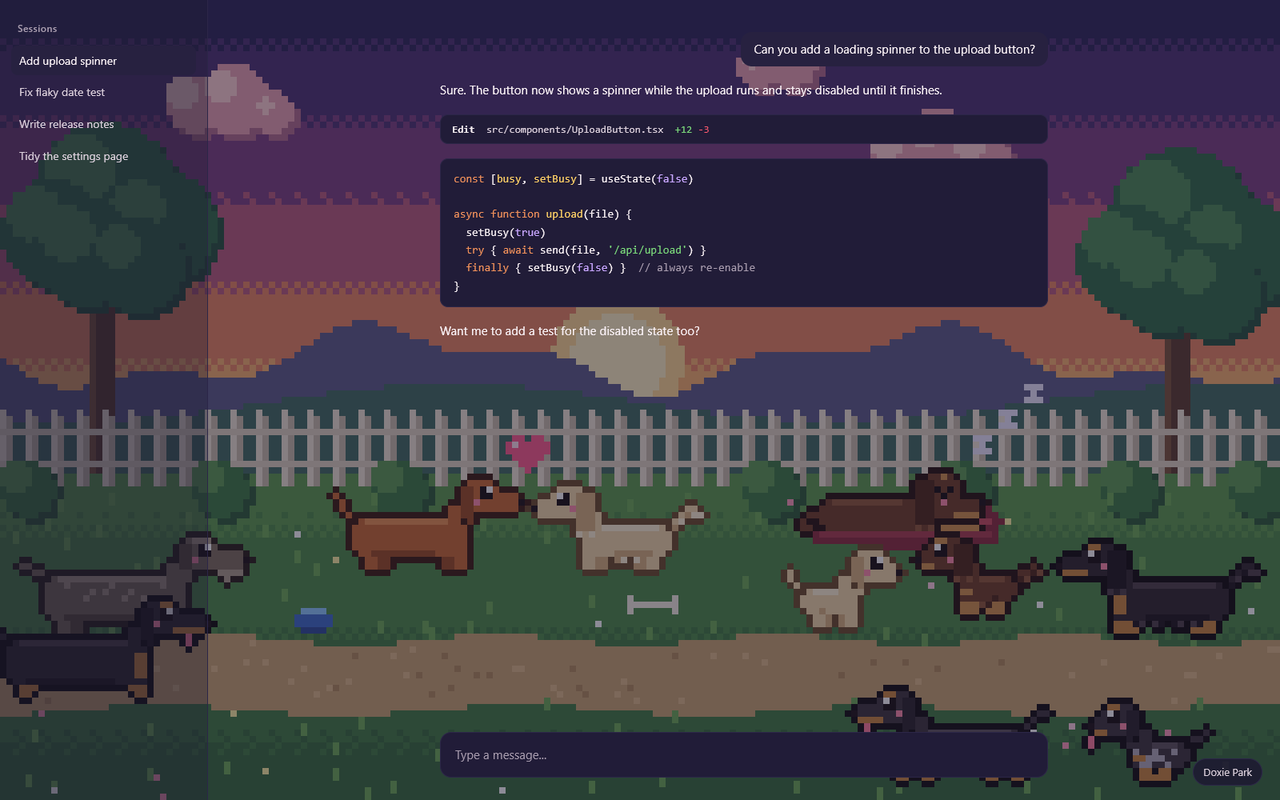 Sessions
Add upload spinner
Fix flaky date test
Write release notes
Tidy the settings page
Can you add a loading spinner to the upload button?
Sure. The button now shows a spinner while the upload runs and stays disabled until it finishes.
Edit src/components/UploadButton.tsx +12 -3
const [busy, setBusy] = useState(false)
async function upload(file) {
setBusy(true)
try { await send(file, '/api/upload') }
finally { setBusy(false) } // always re-enable
}
Want me to add a test for the disabled state too?
Type a message...
Doxie Park